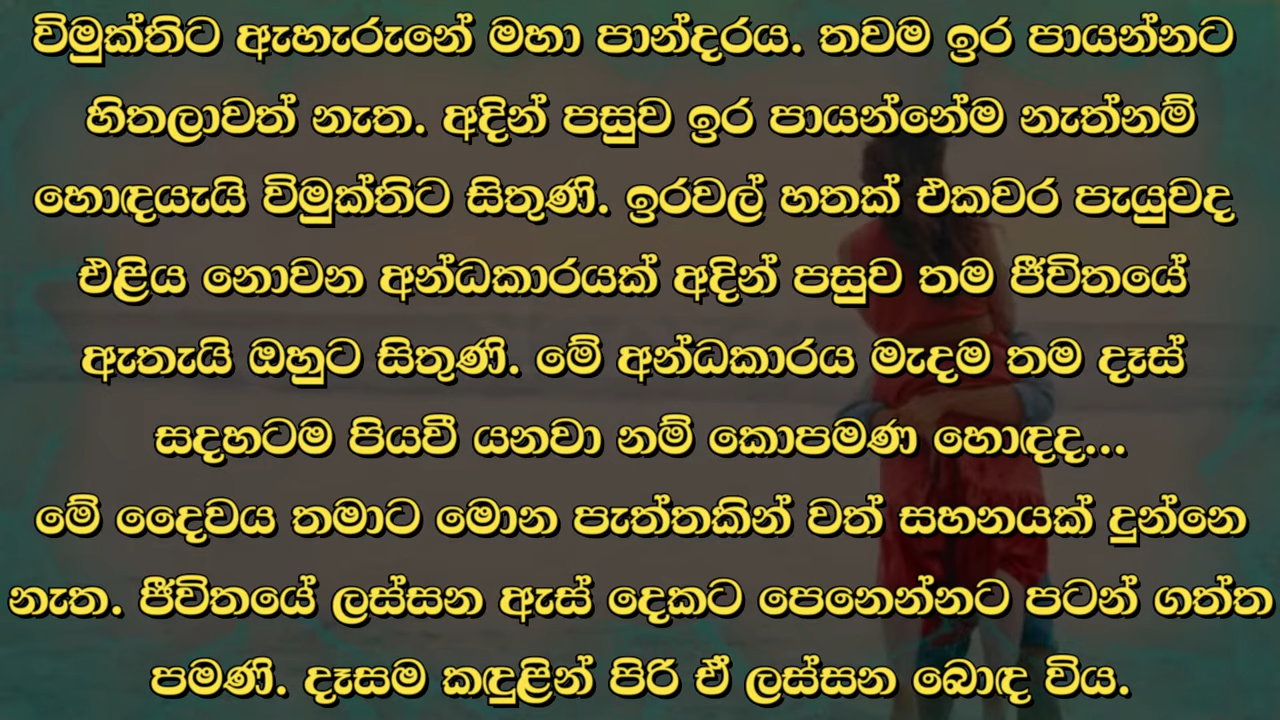 විමුක්තිට ඇහැරුනේ මහා පාන්දරය. තවම ඉර පායන්නට
හිතලාවත් නැත. අදින් පසුව ඉර පායන්නේම නැත්නම්
හොඳයැයි විමුක්තිට සිතුණි. ඉරවල් හතක් එකවර පැයුවද
එළිය නොවන අන්ධකාරයක් අදින් පසුව තම ජීවිතයේ
ඇතැයි ඔහුට සිතුණි. මේ අන්ධකාරය මැදම තම දෑස්
සදහටම පියවී යනවා නම් කොපමණ හොඳද...
මේ දෛවය තමාට මොන පැත්තකින් වත් සහනයක් දුන්නෙ
නැත. ජීවිතයේ ලස්සන ඇස් දෙකට පෙනෙන්නට පටන් ගත්ත
පමණි. දෑසම කඳුළින් පිරි ඒ ලස්සන බොඳ විය.